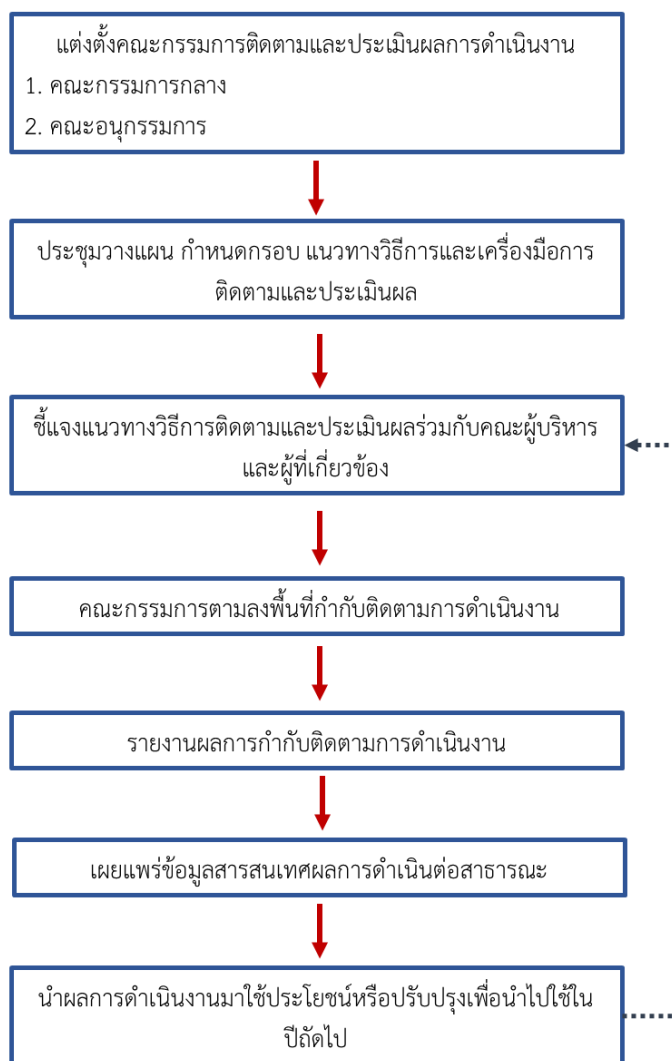 แต่งตั้งคณะกรรมการติดตามและประเมินผลการดำเนินงาน
1. คณะกรรมการกลาง
2. คณะอนุกรรมการ
ประชุมวางแผน กำหนดกรอบ แนวทางวิธีการและเครื่องมือการ
ติดตามและประเมินผล
ชี้แจงแนวทางวิธีการติดตามและประเมินผลร่วมกับคณะผู้บริหาร
และผู้ที่เกี่ยวข้อง
คณะกรรมการตามลงพื้นที่กำกับติดตามการดำเนินงาน
รายงานผลการกำกับติดตามการดำเนินงาน
เผยแพร่ข้อมูลสารสนเทศผลการดำเนินต่อสาธารณะ
นำผลการดำเนินงานมาใช้ประโยชน์หรือปรับปรุงเพื่อนำไปใช้ใน
ปีถัดไป